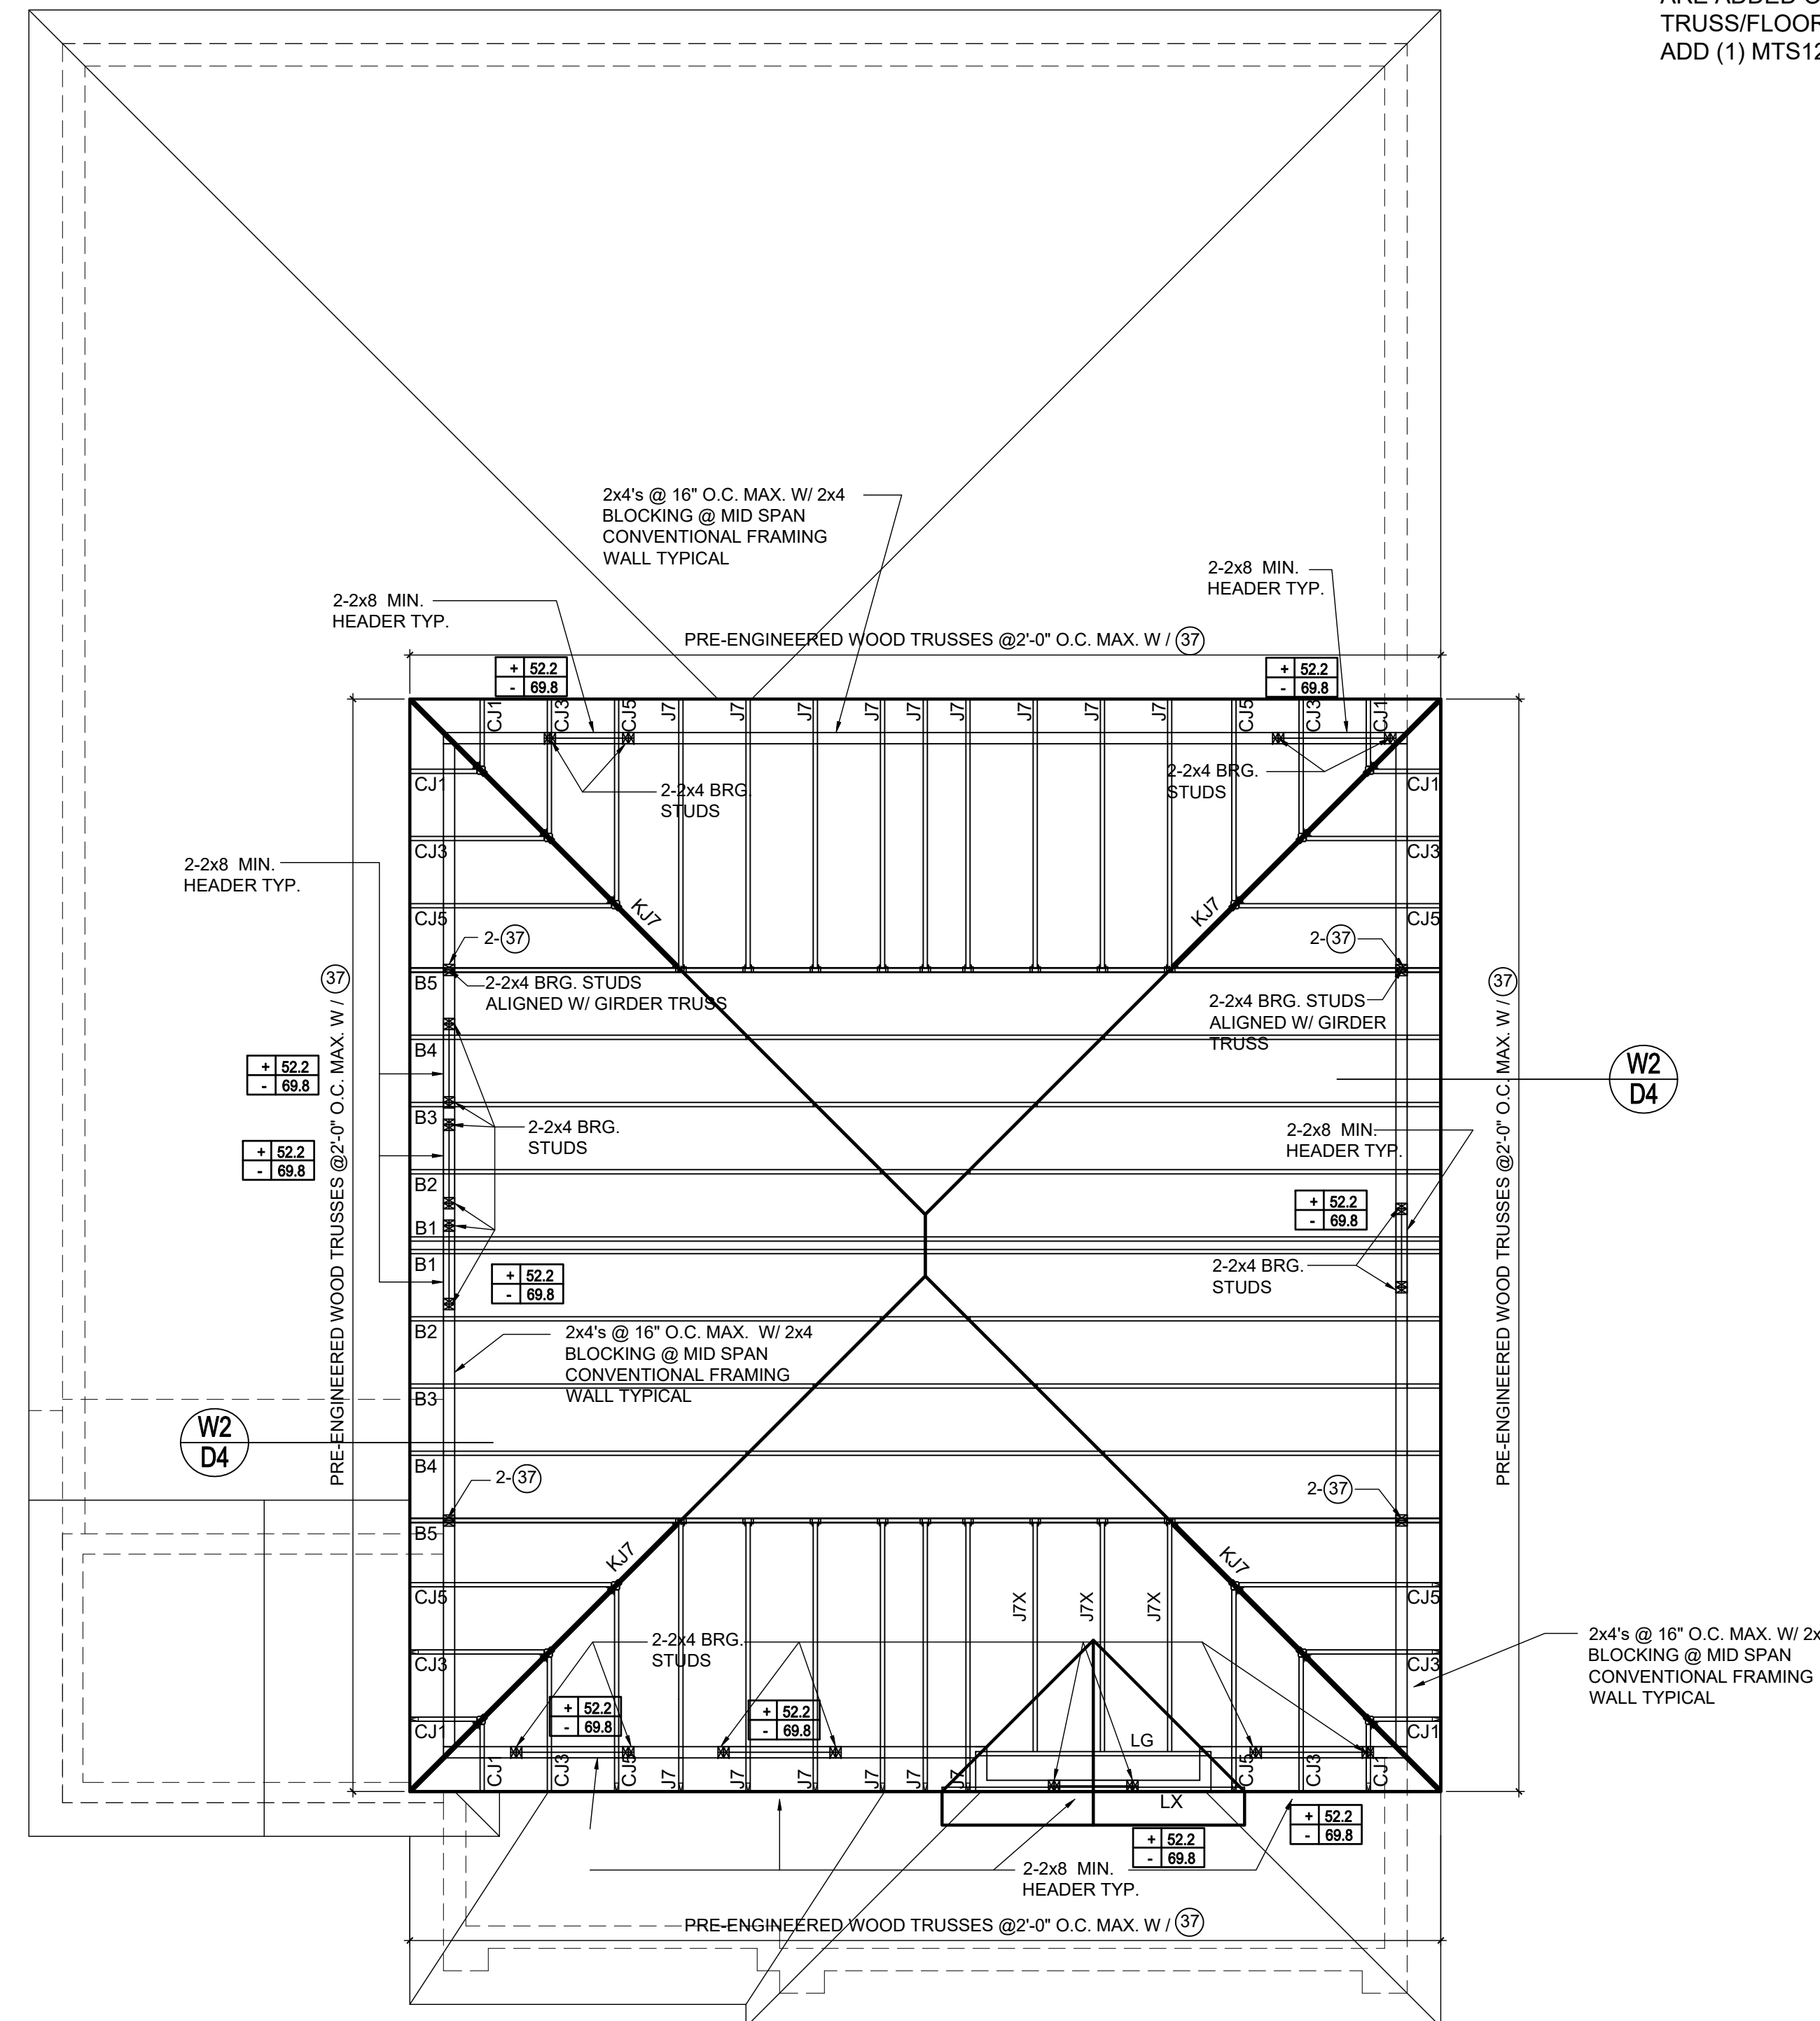 TRUSS/FLOOR
ADD (1) MTS12
2x4's @ 16" O.C. MAX. W/ 2x4
BLOCKING @ MID SPAN
CONVENTIONAL FRAMING
WALL TYPICAL
2-2x8 MIN.
HEADER TYP.
2-2x8 MIN.
HEADER TYP.
PRE-ENGINEERED WOOD TRUSSES @2'-0" O.C. MAX. W / 37
+ 52.2
- 69.8
+ 52.2
- 69.8
CJ1 CJ3 CJ5 J7 J7 J7 J7 J7 J7 J7 J7 J7 CJ5 CJ3 CJ1
2-2x4 BRG.
STUDS
2-2x4 BRG.
STUDS
CJ1
CJ1
CJ3
CJ3
2-2x8 MIN.
HEADER TYP.
CJ5
CJ5
KJ7
KJ7
2-37
2-37
B5
2-2x4 BRG. STUDS
ALIGNED W/ GIRDER TRUSS
2-2x4 BRG. STUDS
ALIGNED W/ GIRDER
TRUSS
PRE-ENGINEERED WOOD TRUSSES @2'-0" O.C. MAX. W / 37
PRE-ENGINEERED WOOD TRUSSES @2'-0" O.C. MAX. W / 37
B4
+ 52.2
- 69.8
W2
D4
B3
2-2x4 BRG.
STUDS
2-2x8 MIN.
HEADER TYP.
+ 52.2
- 69.8
B2
+ 52.2
- 69.8
B1
B1
2-2x4 BRG.
STUDS
+ 52.2
- 69.8
B2
2x4's @ 16" O.C. MAX. W/ 2x4
BLOCKING @ MID SPAN
CONVENTIONAL FRAMING
WALL TYPICAL
B3
W2
D4
B4
2-37
2-37
B5
KJ7
KJ7
CJ5
CJ5
J7X J7X J7X
2-2x4 BRG.
STUDS
2x4's @ 16" O.C. MAX. W/ 2x
BLOCKING @ MID SPAN
CONVENTIONAL FRAMING
WALL TYPICAL
CJ3
CJ3
+ 52.2
- 69.8
+ 52.2
- 69.8
CJ1
CJ1
LG
CJ1 CJ3 CJ5 J7 J7 J7 J7 J7 J7 CJ5 CJ3 CJ1
LX
+ 52.2
- 69.8
+ 52.2
- 69.8
2-2x8 MIN.
HEADER TYP.
PRE-ENGINEERED WOOD TRUSSES @2'-0" O.C. MAX. W / 37